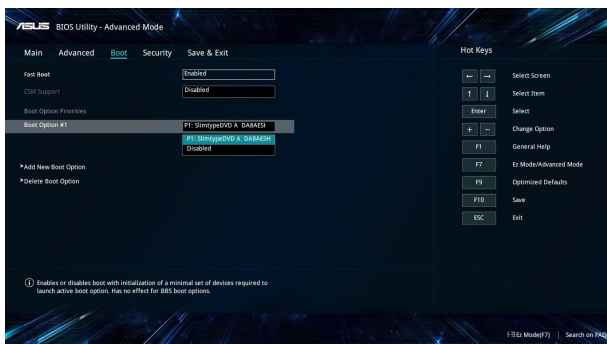 ASUS BIOS Utility - Advanced Mode
Main Advanced Boot Security Save & Exit
Hot Keys
Fast Boot Enabled
CSM Support Disabled
Boot Option Priorities
Boot Option #1 P1: SlimtypeDVD A DA8AESI
P1: SlimtypeDVD A DA8AESH
Disabled
Add New Boot Option
Delete Boot Option
← → Select Screen
↑ ↓ Select Item
Enter Select
+ − Change Option
F1 General Help
F7 Ez Mode/Advanced Mode
F9 Optimized Defaults
F10 Save
ESC Exit
Enables or disables boot with initialization of a minimal set of devices required to
launch active boot option. Has no effect for BBS boot options.
Ez Mode(F7) | Search on FAQ